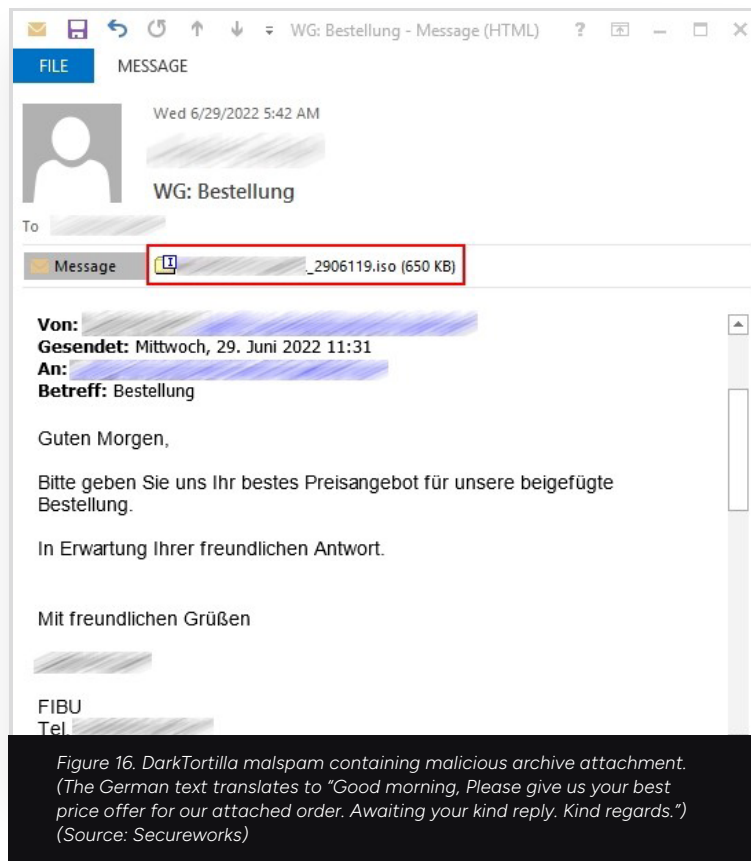 WG: Bestellung - Message (HTML)
?
FILE MESSAGE
Wed 6/29/2022 5:42 AM
WG: Bestellung
To
Message
_2906119.iso (650 KB)
Von:
Gesendet: Mittwoch, 29. Juni 2022 11:31
An:
Betreff: Bestellung
Guten Morgen,
Bitte geben Sie uns Ihr bestes Preisangebot für unsere beigefügte
Bestellung.
In Erwartung Ihrer freundlichen Antwort.
Mit freundlichen Grüßen
FIBU
Tel.
Figure 16. DarkTortilla malspam containing malicious archive attachment.
(The German text translates to “Good morning, Please give us your best
price offer for our attached order. Awaiting your kind reply. Kind regards.”)
(Source: Secureworks)